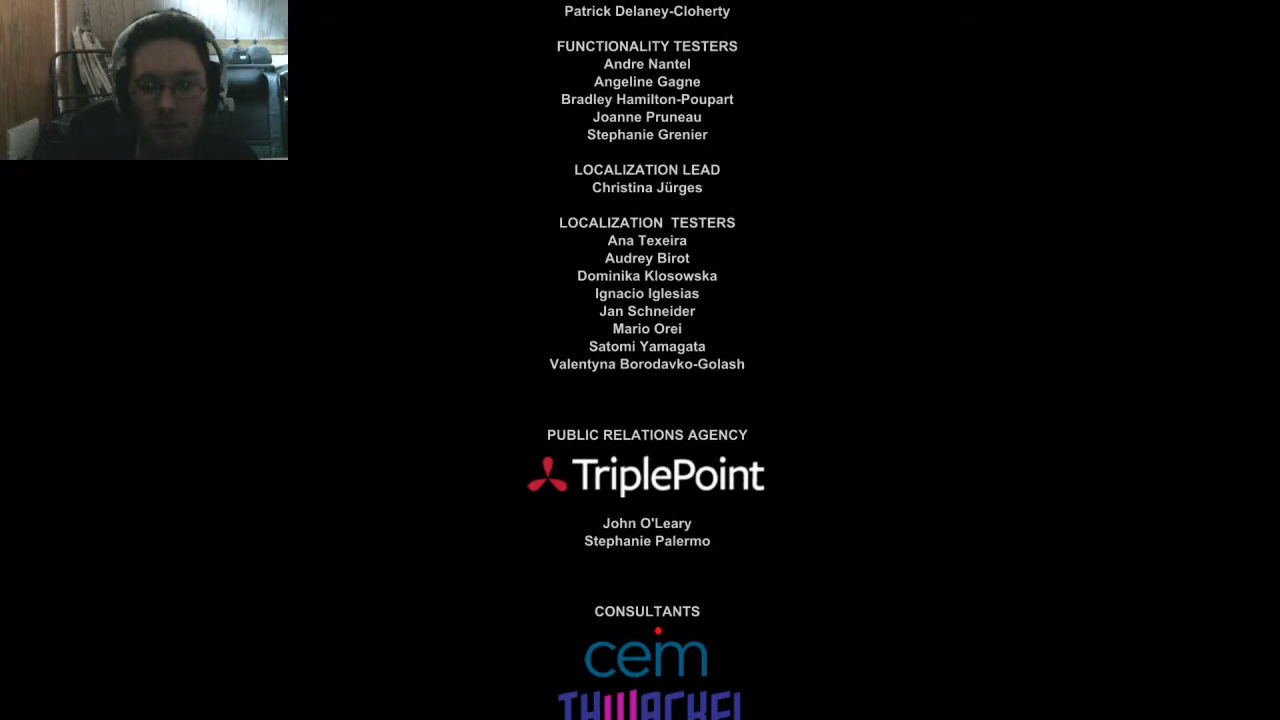 Patrick Delaney-Cloherty
FUNCTIONALITY TESTERS
Andre Nantel
Angeline Gagne
Bradley Hamilton-Poupart
Joanne Pruneau
Stephanie Grenier
LOCALIZATION LEAD
Christina Jürges
LOCALIZATION TESTERS
Ana Texeira
Audrey Birot
Dominika Klosowska
Ignacio Iglesias
Jan Schneider
Mario Orei
Satomi Yamagata
Valentyna Borodavko-Golash
PUBLIC RELATIONS AGENCY
TriplePoint
John O'Leary
Stephanie Palermo
CONSULTANTS
ceim